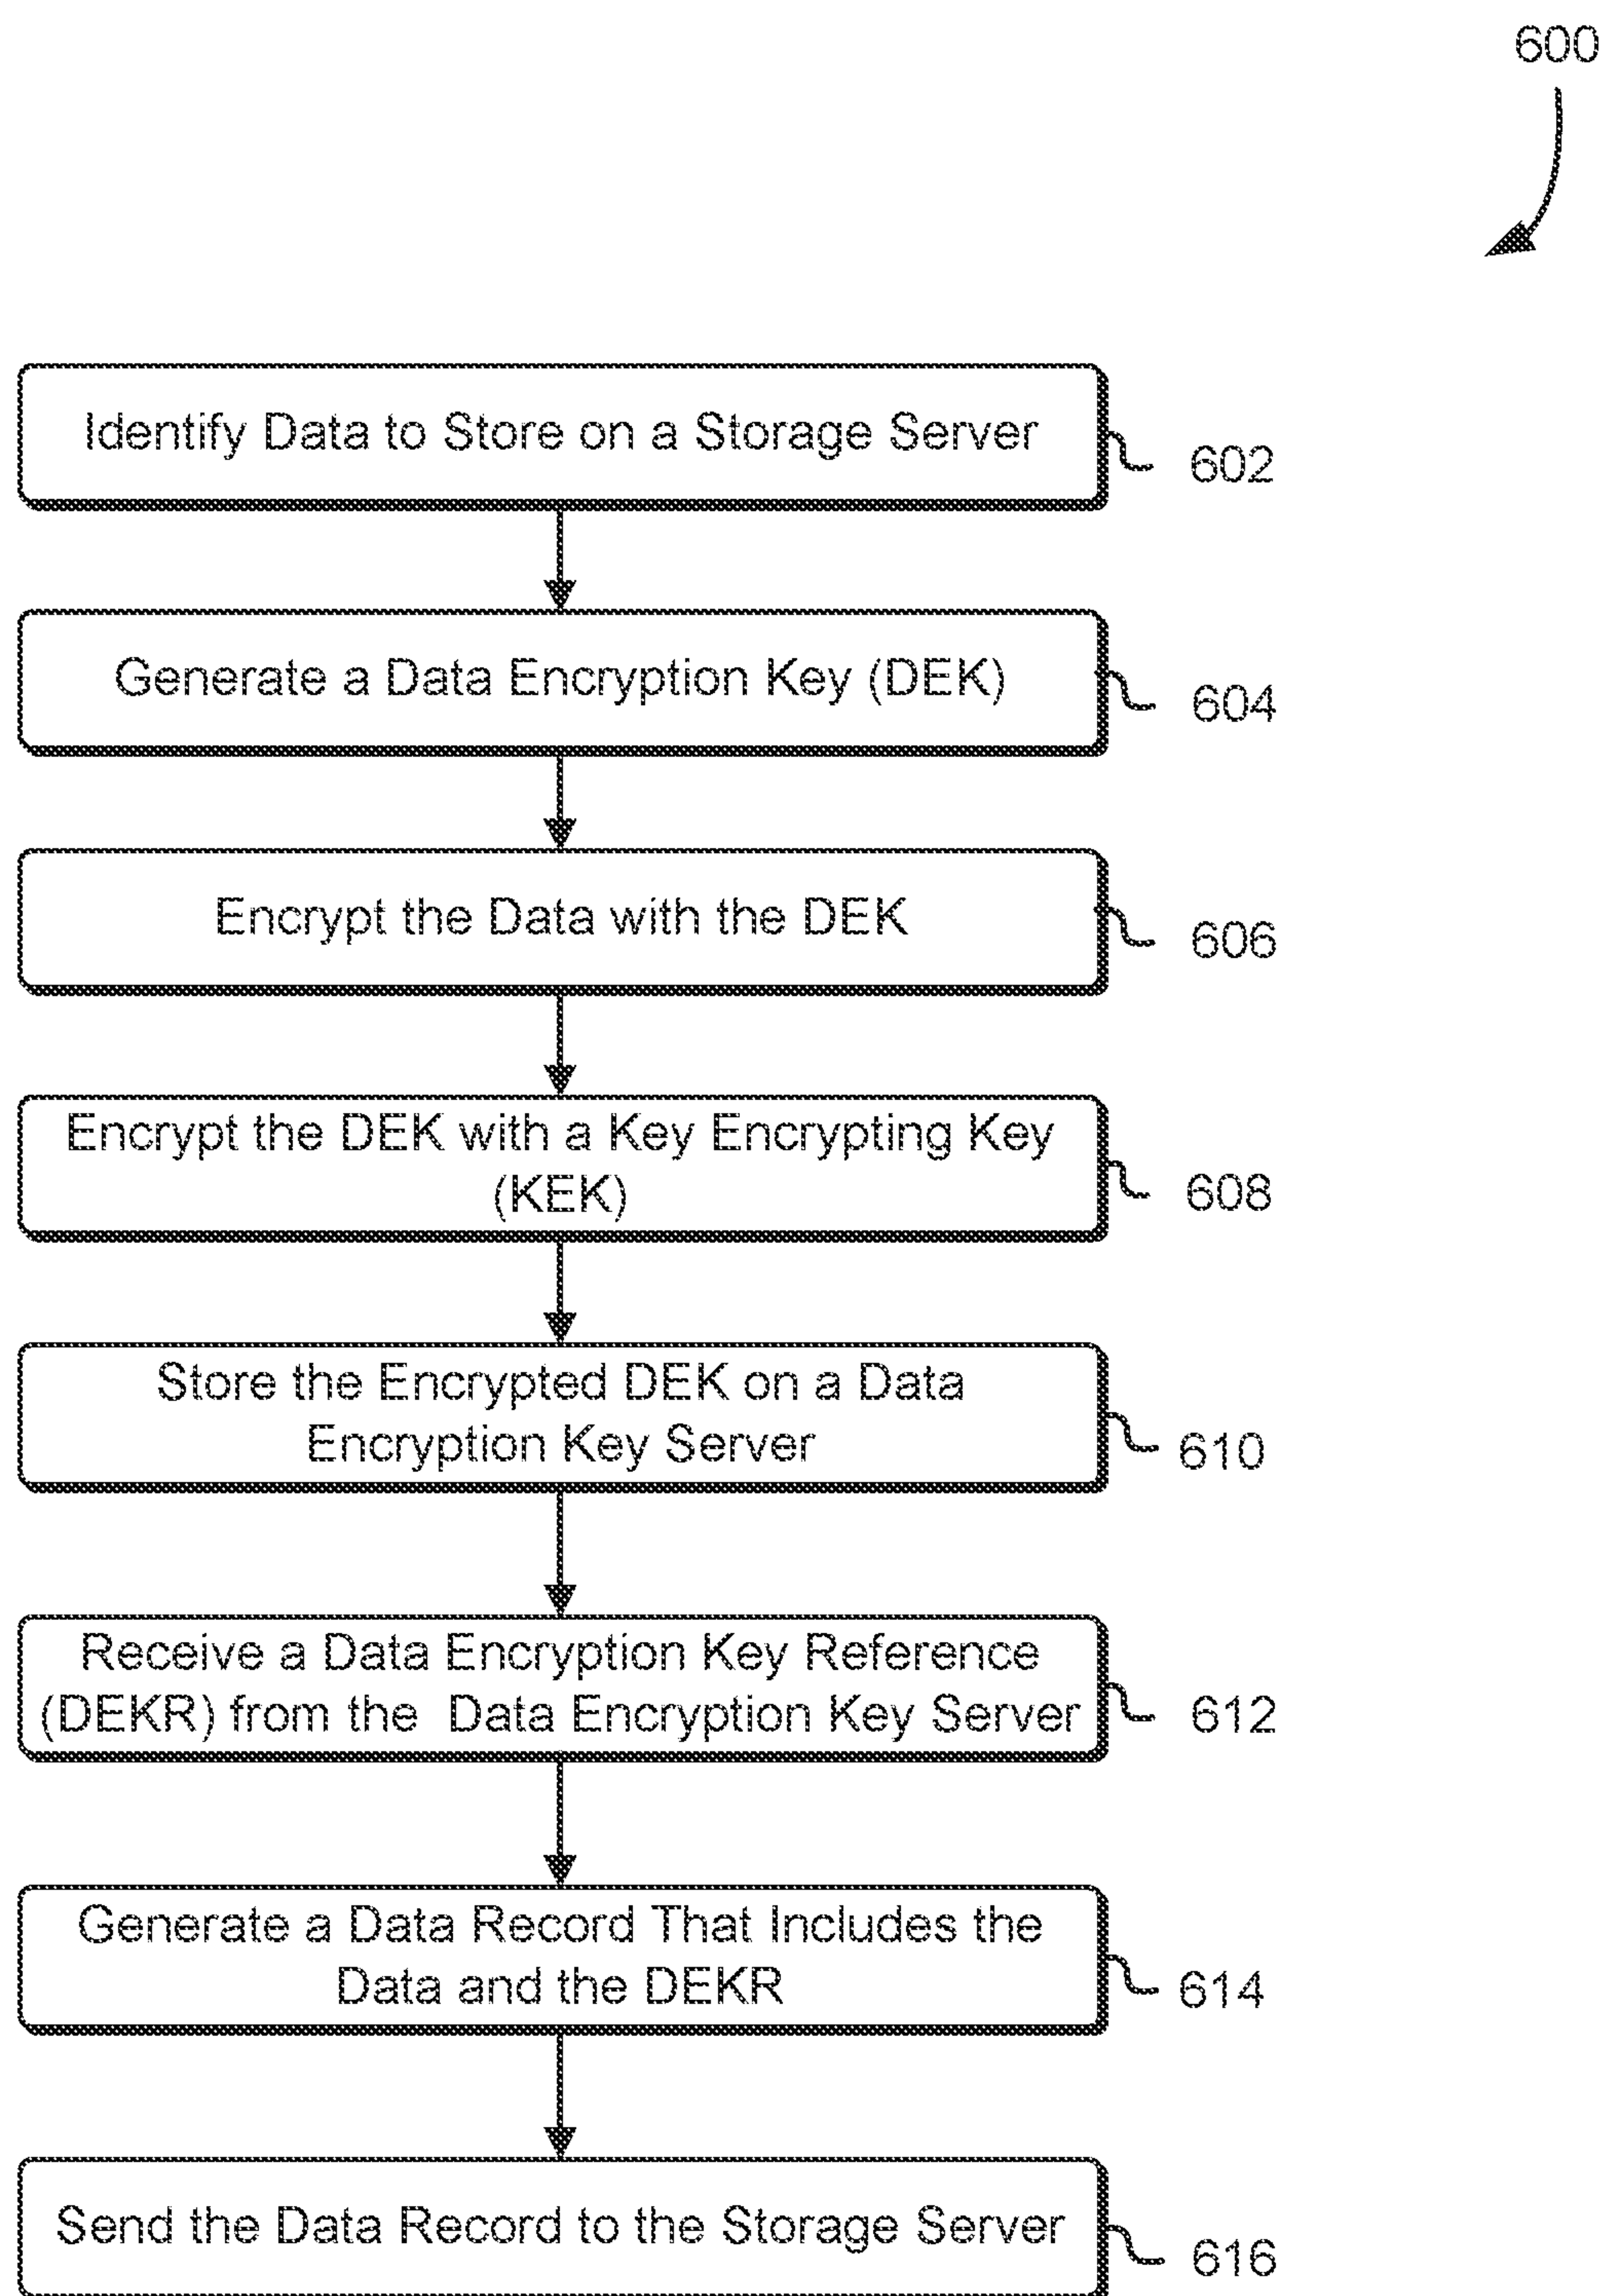 600
Identify Data to Store on a Storage Server
602
Generate a Data Encryption Key (DEK)
604
Encrypt the Data with the DEK
606
Encrypt the DEK with a Key Encrypting Key
(KEK)
608
Store the Encrypted DEK on a Data
Encryption Key Server
610
Receive a Data Encryption Key Reference
(DEKR) from the  Data Encryption Key Server
612
Generate a Data Record That Includes the
Data and the DEKR
614
Send the Data Record to the Storage Server
616